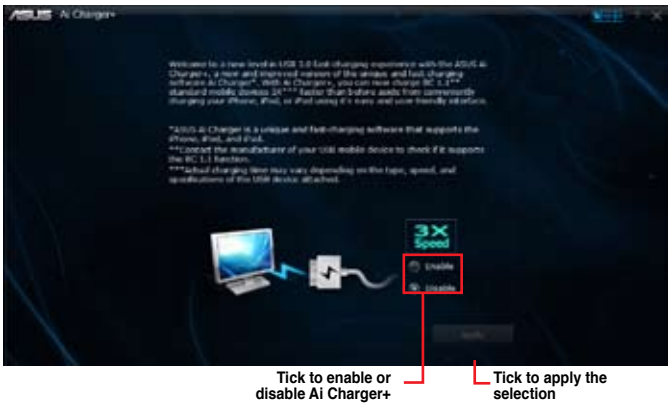 ASUS Ai Charger+
Welcome to a new level in USB 3.0 fast-charging experience with the ASUS Ai
Charger+, a new and improved version of the unique and fast charging
software Ai Charger*. With Ai Charger+, you can now charge BC 1.1**
standard mobile devices 3X*** faster than before aside from conveniently
charging your iPhone, iPod, or iPad using it's easy and user friendly interface.
*ASUS Ai Charger is a unique and fast-charging software that supports the
iPhone, iPod, and iPad.
**Contact the manufacturer of your USB mobile device to check if it supports
the BC 1.1 function.
***Actual charging time may vary depending on the type, speed, and
specifications of the USB device attached.
3X
Speed
Enable
Disable
Apply
Tick to enable or
disable Ai Charger+
Tick to apply the
selection